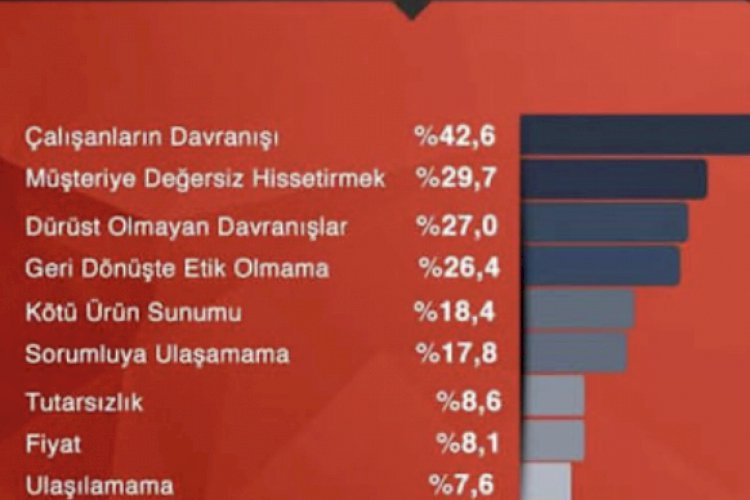 Çalışanların Davranışı %42,6
Müşteriye Değersiz Hissetirmek %29,7
Dürüst Olmayan Davranışlar %27,0
Geri Dönüşte Etik Olmama %26,4
Kötü Ürün Sunumu %18,4
Sorumluya Ulaşamama %17,8
Tutarsızlık %8,6
Fiyat %8,1
Ulaşılamama %7,6